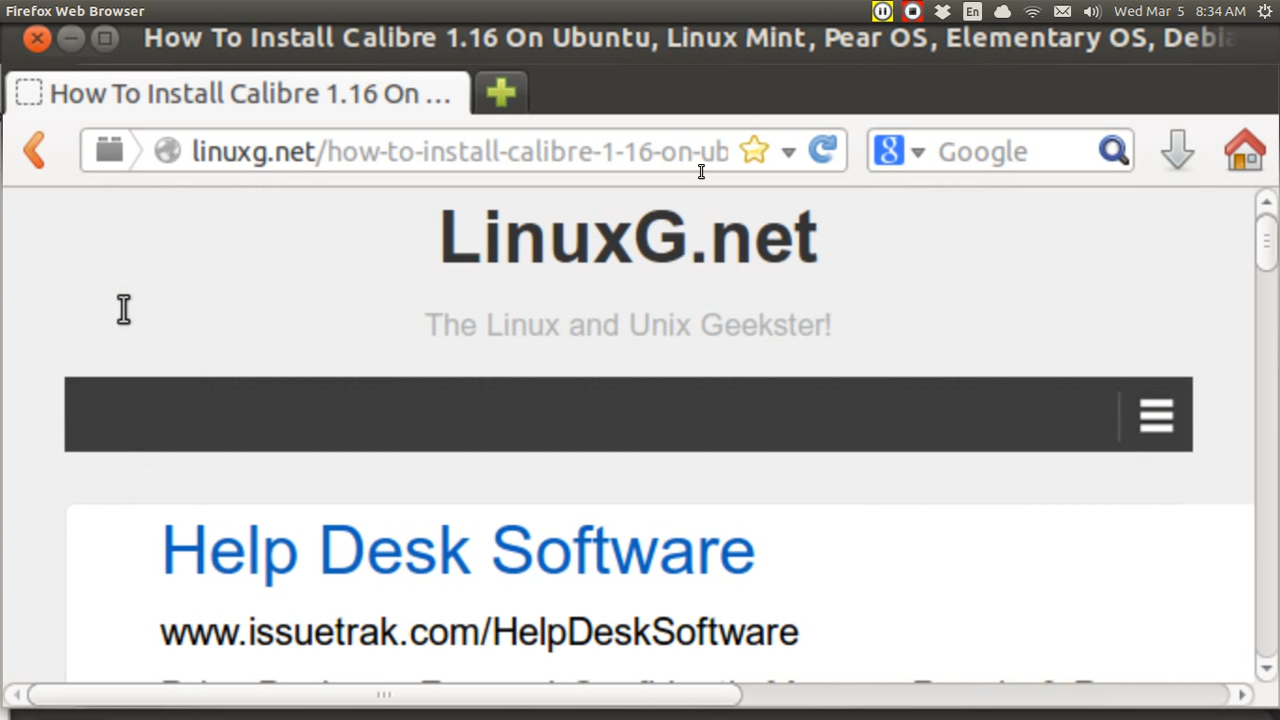 Firefox Web Browser
En
Wed Mar 5 8:34 AM
How To Install Calibre 1.16 On Ubuntu, Linux Mint, Pear OS, Elementary OS, Debia
How To Install Calibre 1.16 On ...
linuxg.net/how-to-install-calibre-1-16-on-ub
8
Google
LinuxG.net
The Linux and Unix Geekster!
Help Desk Software
www.issuetrak.com/HelpDeskSoftware